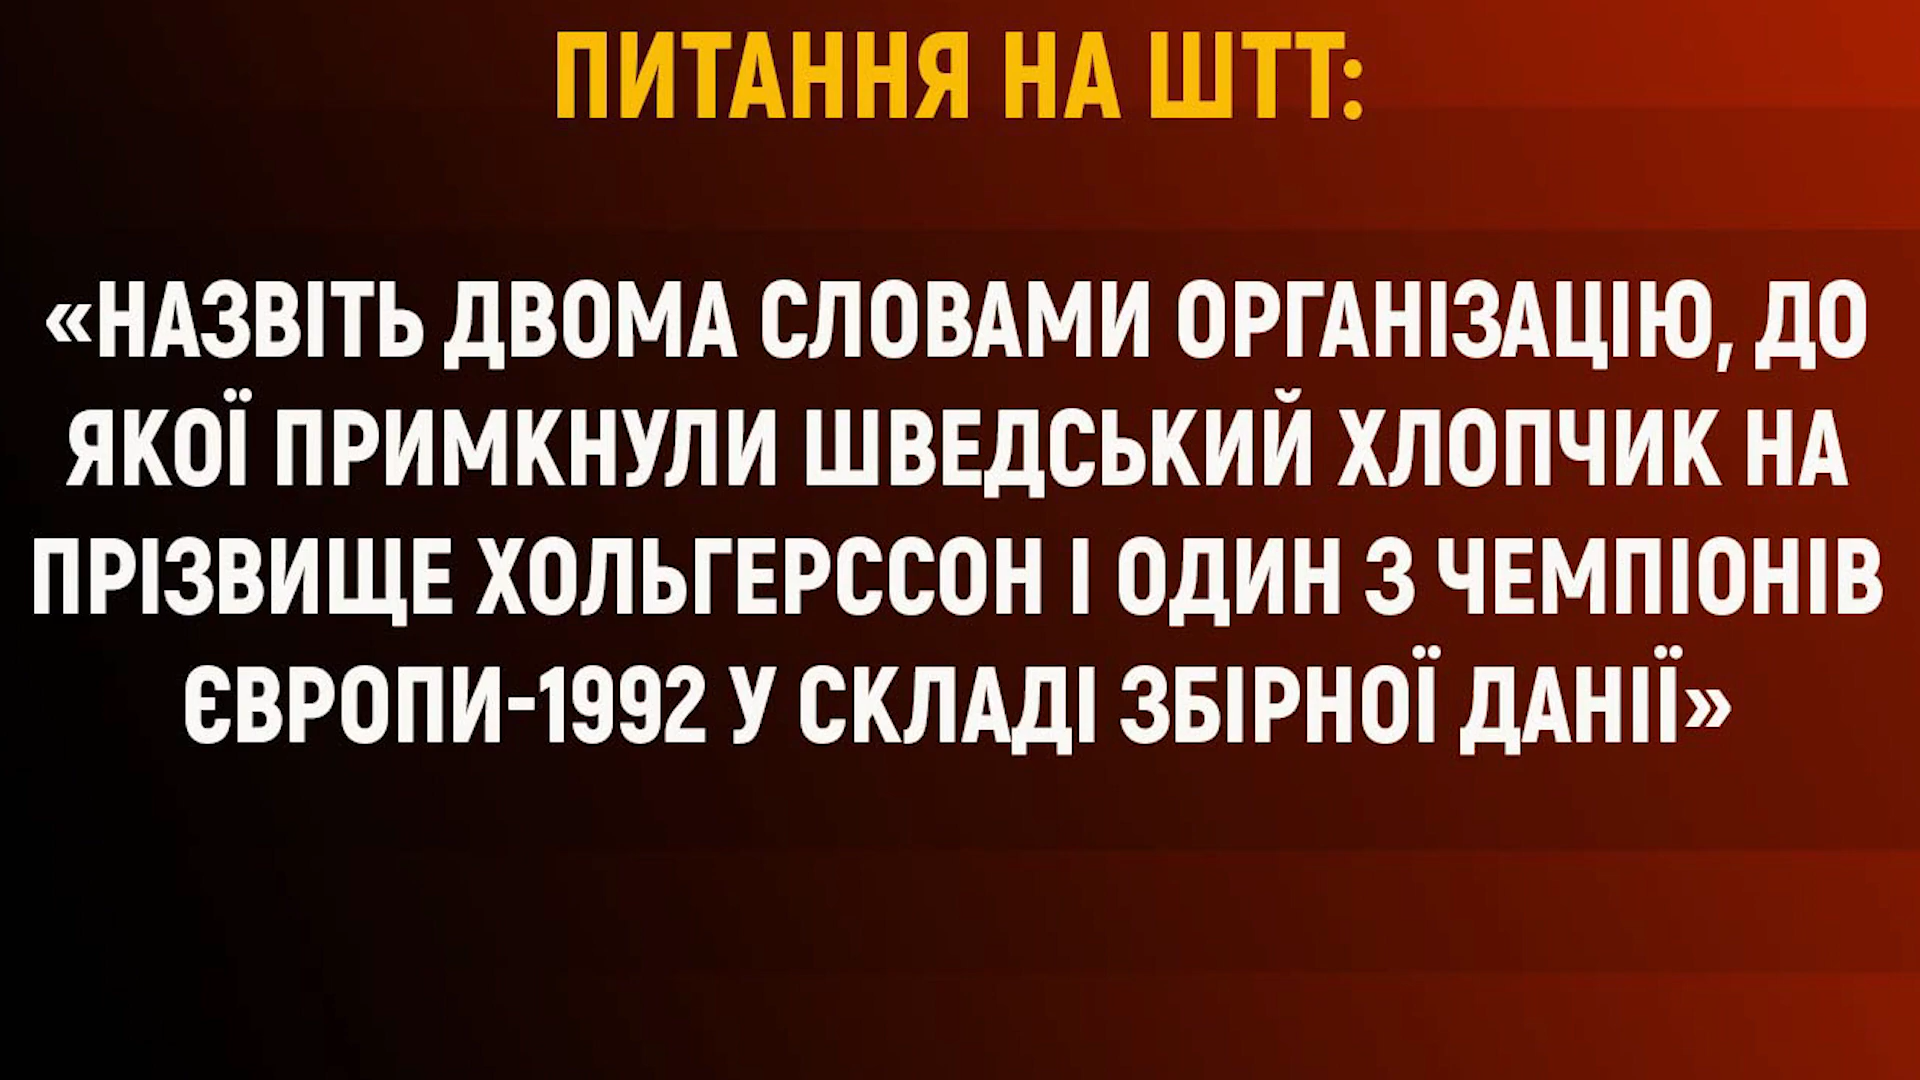 ПИТАННЯ НА ШТТ:
«НАЗВІТЬ ДВОМА СЛОВАМИ ОРГАНІЗАЦІЮ, ДО
ЯКОЇ ПРИМКНУЛИ ШВЕДСЬКИЙ ХЛОПЧИК НА
ПРІЗВИЩЕ ХОЛЬГЕРССОН І ОДИН З ЧЕМПІОНІВ
ЄВРОПИ-1992 У СКЛАДІ ЗБІРНОЇ ДАНІЇ»